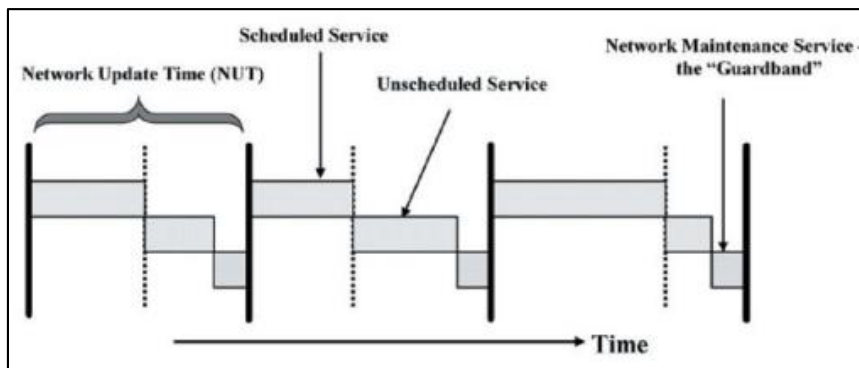 Scheduled Service
Network Maintenance Service -
the “Guardband”
Network Update Time (NUT)
Unscheduled Service
Time